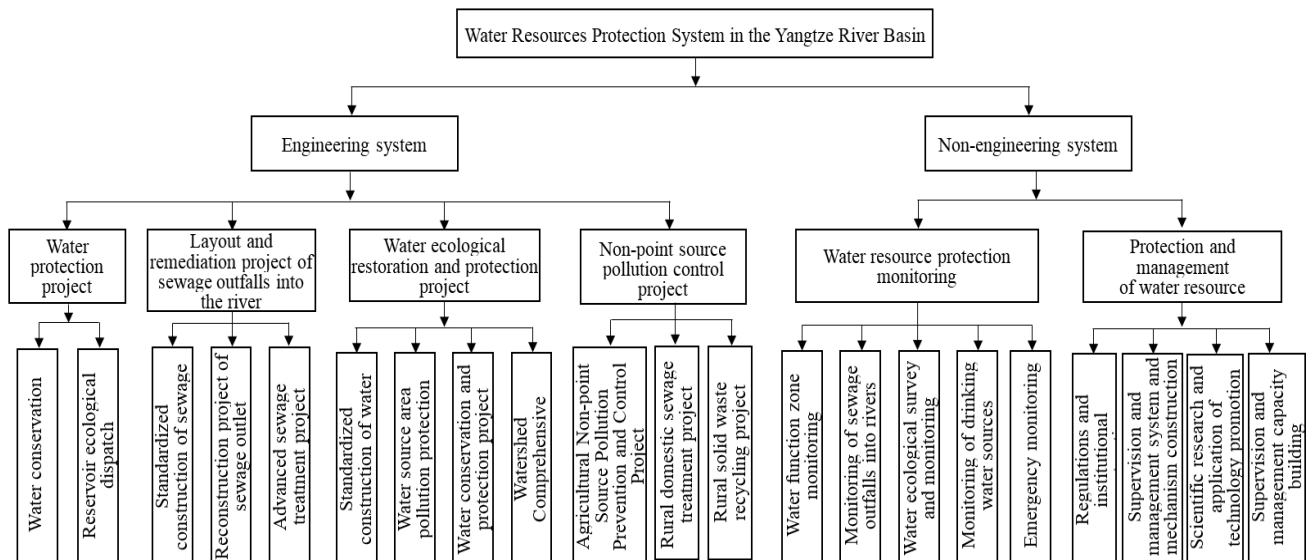 Water Resources Protection System in the Yangtze River Basin
Engineering system
Non-engineering system
Water
protection
project
Layout and
remediation project of
sewage outfalls into
the river
Water ecological
restoration and protection
project
Non-point source
pollution control
project
Water resource protection
monitoring
Protection and
management
of water resource
Water conservation
Reservoir ecological
dispatch
Standardized
construction of sewage
Reconstruction project of
sewage outlet
Advanced sewage
treatment project
Standardized
construction of water
Water source area
pollution protection
Water conservation and
protection project
Watershed
Comprehensive
Agricultural Non-point
Source Pollution
Prevention and Control
Project
Rural domestic sewage
treatment project
Rural solid waste
recycling project
Water function zone
monitoring
Monitoring of sewage
outfalls into rivers
Water ecological survey
and monitoring
Monitoring of drinking
water sources
Emergency monitoring
Regulations and
institutional
Supervision and
management system and
mechanism construction
Scientific research and
application of
technology promotion
Supervision and
management capacity
building